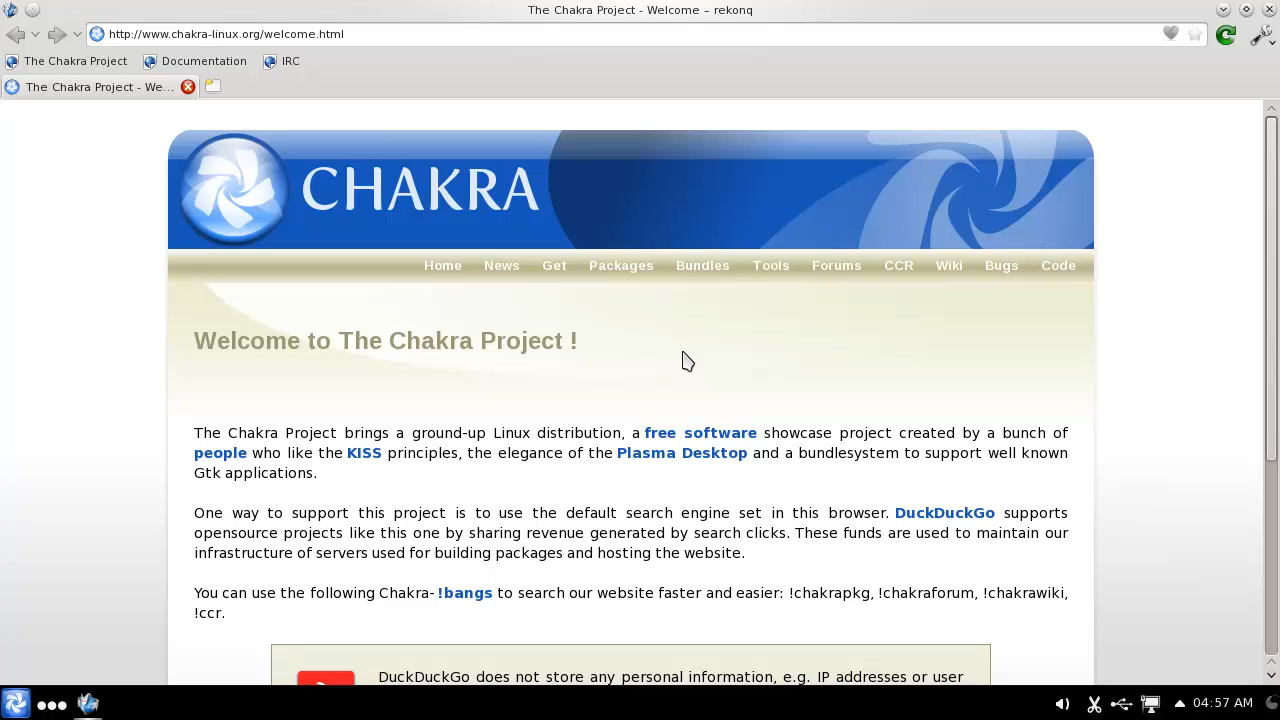 The Chakra Project - Welcome – rekonq
http://www.chakra-linux.org/welcome.html
The Chakra Project Documentation IRC
The Chakra Project - We...
CHAKRA
Home News Get Packages Bundles Tools Forums CCR Wiki Bugs Code
Welcome to The Chakra Project !
The Chakra Project brings a ground-up Linux distribution, a free software showcase project created by a bunch of
people who like the KISS principles, the elegance of the Plasma Desktop and a bundlesystem to support well known
Gtk applications.
One way to support this project is to use the default search engine set in this browser. DuckDuckGo supports
opensource projects like this one by sharing revenue generated by search clicks. These funds are used to maintain our
infrastructure of servers used for building packages and hosting the website.
You can use the following Chakra- !bangs to search our website faster and easier: !chakrapkg, !chakraforum, !chakrawiki,
!ccr.
DuckDuckGo does not store any personal information, e.g. IP addresses or user
04:57 AM